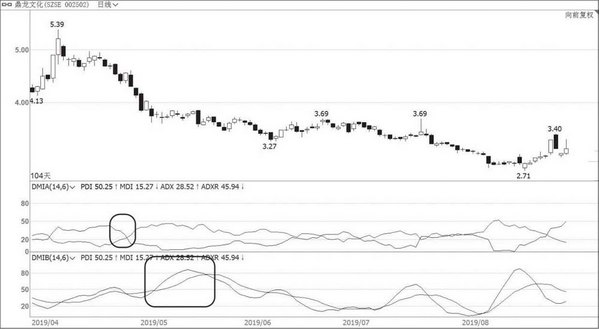 鼎龙文化(SZSE 002502) 日线
向前复权
5.39
5.00
4.13
4.00
3.69
3.69
3.40
3.27
2.71
104天
DMIA(14,6) PDI 50.25↑ MDI 15.27↓ ADX 28.52↑ ADXR 45.94↓
80
50
20
DMIB(14,6) PDI 50.25↑ MDI 15.27↓ ADX 28.52↑ ADXR 45.94↓
80
50
20
2019/04 2019/05 2019/06 2019/07 2019/08